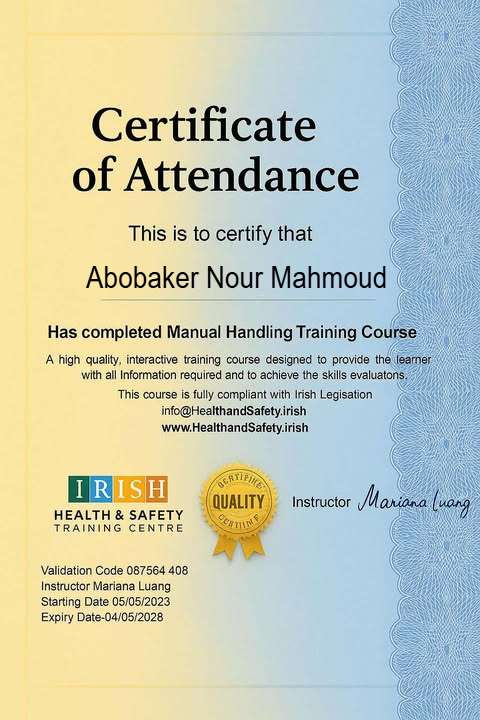 Certificate
of Attendance
This is to certify that
Abobaker Nour Mahmoud
Has completed Manual Handling Training Course
A high quality, interactive training course designed to provide the learner
with all Information required and to achieve the skills evaluatons.
This course is fully compliant with Irish Legisation
info@HealthandSafety.irish
www.HealthandSafety.irish
IRISH
HEALTH & SAFETY
TRAINING CENTRE
QUALITY
Instructor Mariana Luang
Validation Code 087564 408
Instructor Mariana Luang
Starting Date 05/05/2023
Expiry Date-04/05/2028